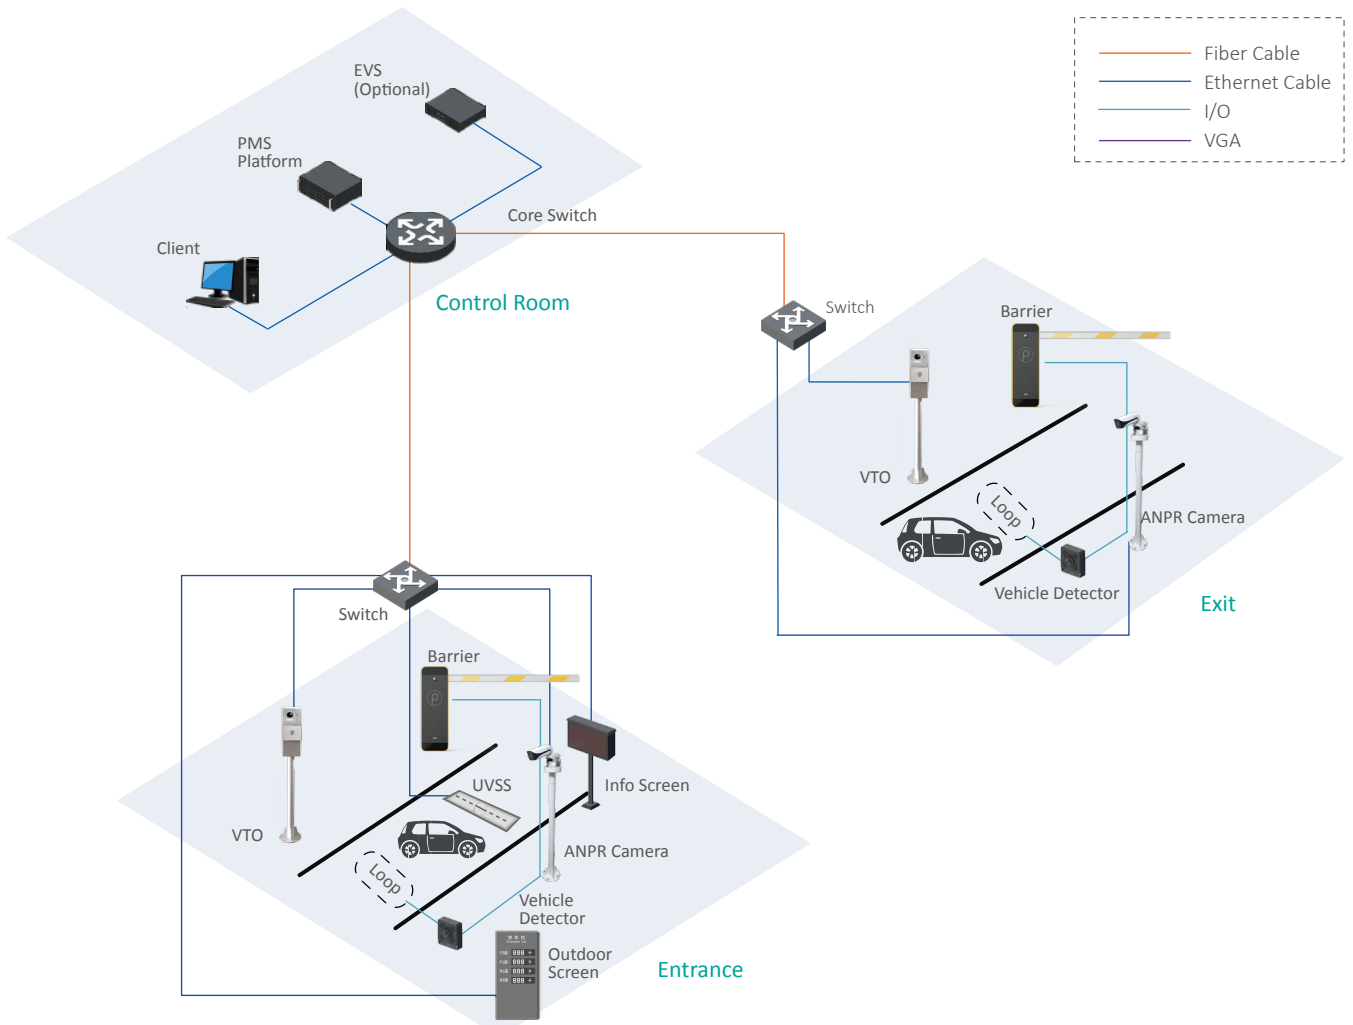 EVS
(Optional)
PMS
Platform
Core Switch
Client
Control Room
Fiber Cable
Ethernet Cable
I/O
VGA
Switch
Barrier
VTO
Loop
ANPR Camera
Vehicle Detector
Exit
Switch
Barrier
UVSS
Info Screen
VTO
ANPR Camera
Loop
Vehicle
Detector
Outdoor
Screen
Entrance